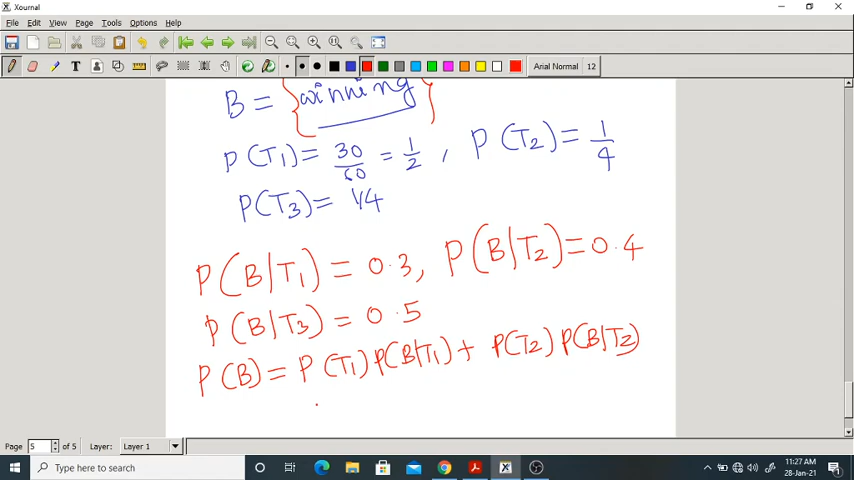 Xournal
File Edit View Page Tools Options Help
Arial Normal 12
B = {winning}
P(T1) = 30/60 = 1/2 , P(T2) = 1/4
P(T3) = 1/4
P(B|T1) = 0.3, P(B|T2) = 0.4
P(B|T3) = 0.5
P(B) = P(T1) P(B|T1) + P(T2) P(B|T2)
Page 5 of 5 Layer: Layer 1
Type here to search
11:27 AM
28-Jan-21
1